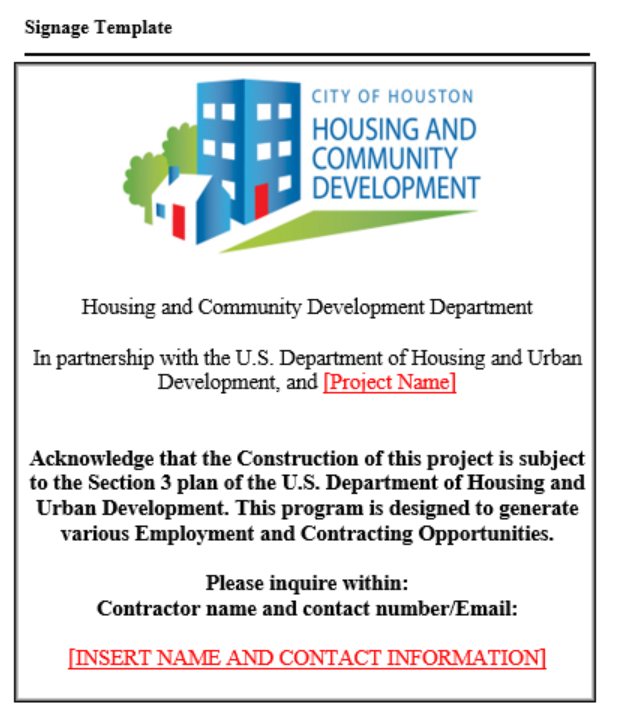 Signage Template
CITY OF HOUSTON
HOUSING AND
COMMUNITY
DEVELOPMENT
Housing and Community Development Department
In partnership with the U.S. Department of Housing and Urban
Development, and [Project Name]
Acknowledge that the Construction of this project is subject
to the Section 3 plan of the U.S. Department of Housing and
Urban Development. This program is designed to generate
various Employment and Contracting Opportunities.
Please inquire within:
Contractor name and contact number/Email:
[INSERT NAME AND CONTACT INFORMATION]